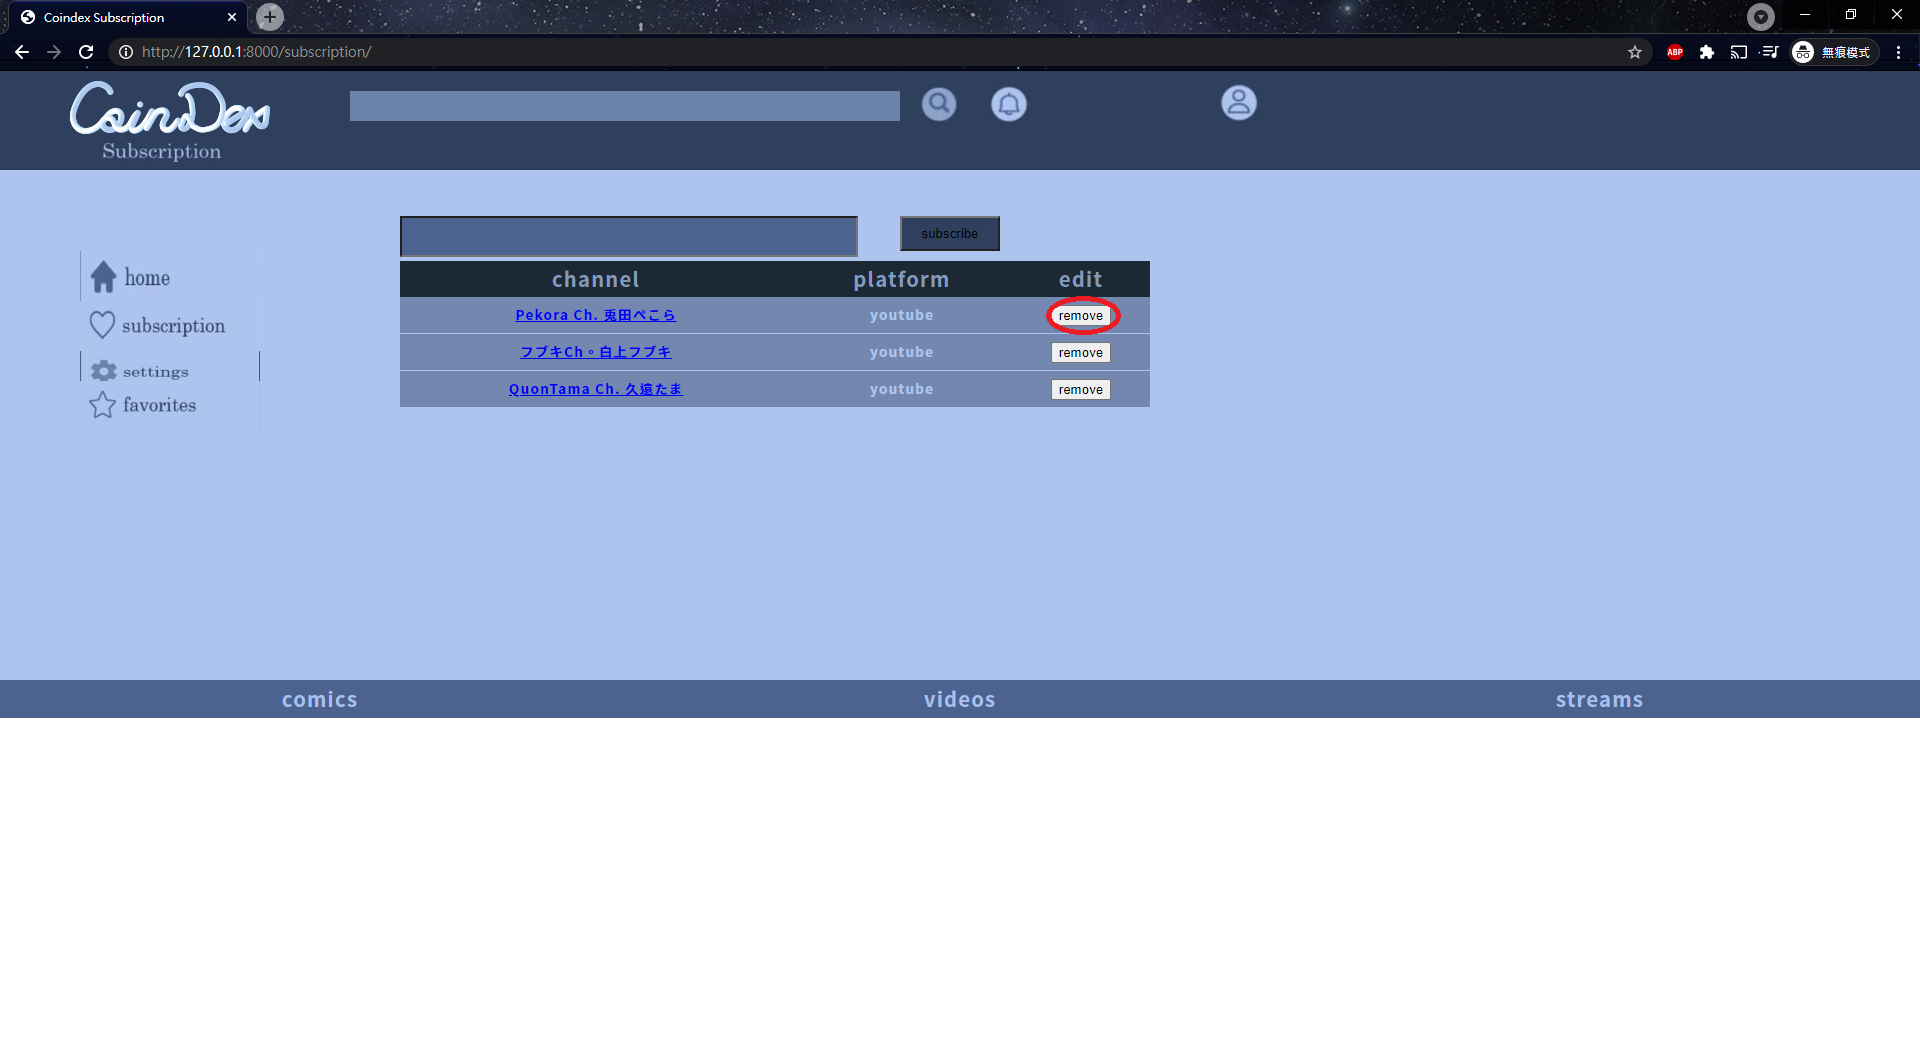 Coindex Subscription
http://127.0.0.1:8000/subscription/
ABP
無痕模式
CoinDex
Subscription
subscribe
home
subscription
settings
favorites
channel platform edit
Pekora Ch. 兎田ぺこら youtube remove
フブキCh。白上フブキ youtube remove
QuonTama Ch. 久遠たま youtube remove
comics videos streams